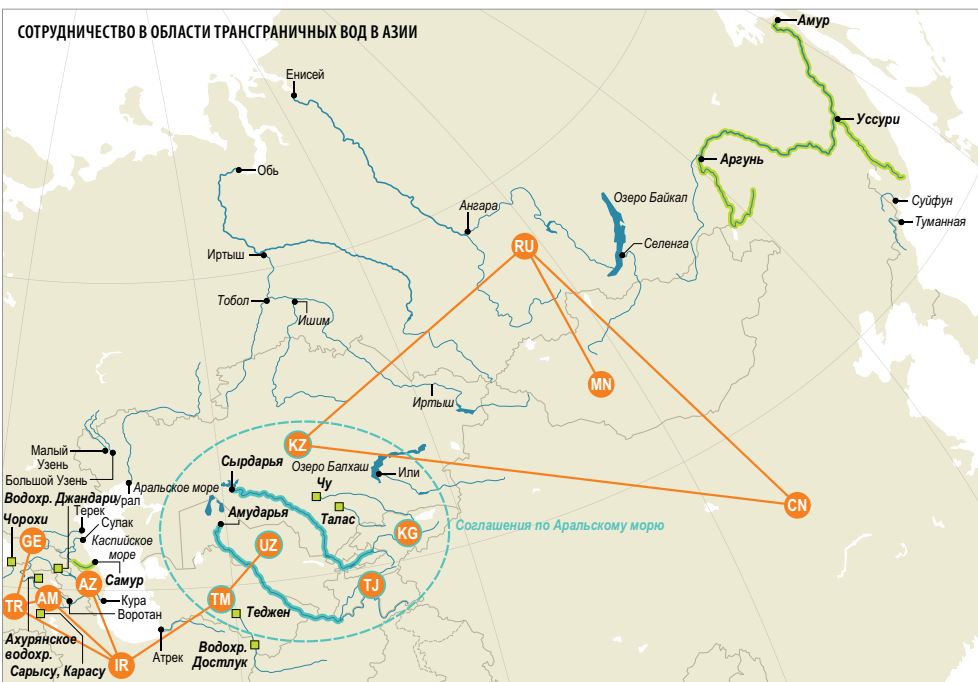 СОТРУДНИЧЕСТВО В ОБЛАСТИ ТРАНСГРАНИЧНЫХ ВОД В АЗИИ
Амур
Енисей
Уссури
Аргунь
Обь
Ангара
Озеро Байкал
Суйфун
Туманная
RU
Селенга
Иртыш
Тобол
Ишим
MN
Иртыш
KZ
Малый
Узень
Большой Узень
Сырдарья
Озеро Балхаш
Или
Чу
Водохр. Джандари
Урал
Аральское море
CN
Терек
Сулак
Амударья
Талас
Соглашения по Аральскому морю
Чорохи
GE
Каспийское
море
UZ
KG
Самур
AZ
TJ
TR
AM
Кура
Воротан
TM
Теджен
Ахурянское
водохр.
Сарысу, Карасу
IR
Атрек
Водохр.
Достлук